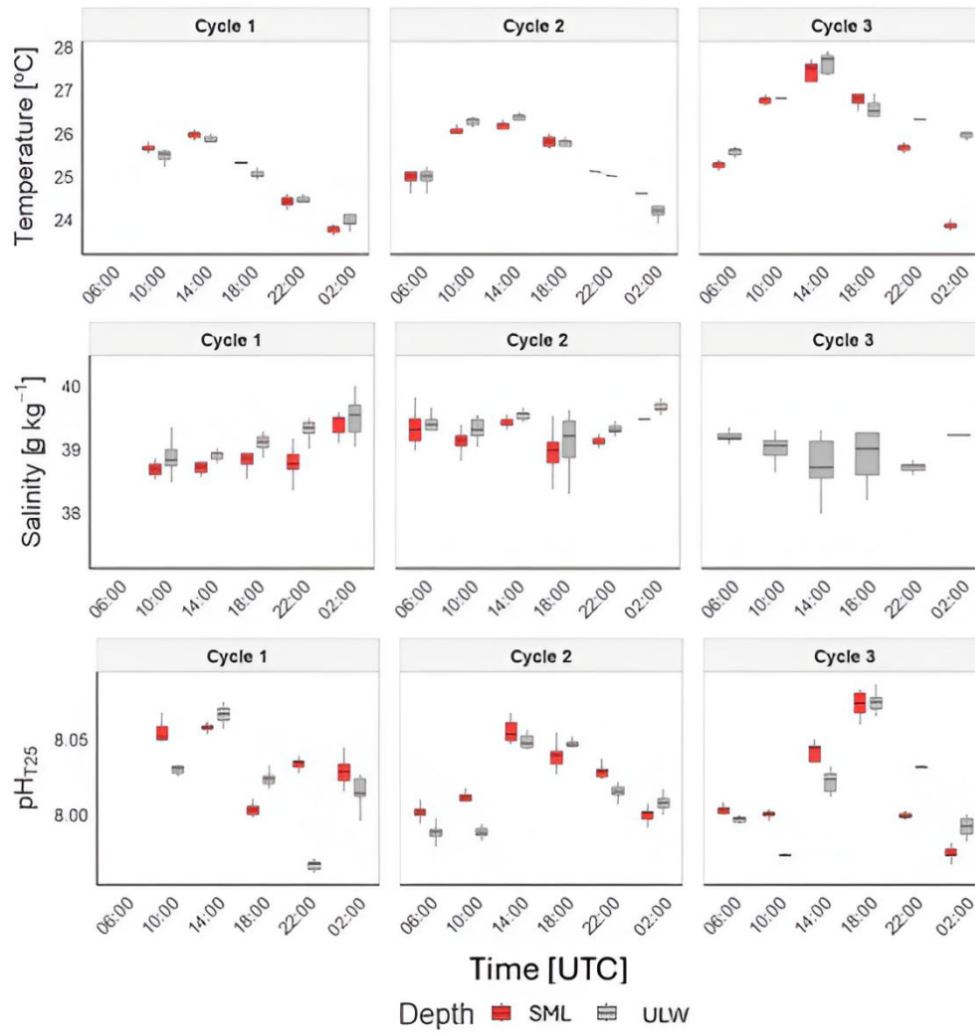 Cycle 1 Cycle 2 Cycle 3
Temperature [ºC]
28
27
26
25
24
06:00 10:00 14:00 18:00 22:00 02:00 06:00 10:00 14:00 18:00 22:00 02:00 06:00 10:00 14:00 18:00 22:00 02:00
Cycle 1 Cycle 2 Cycle 3
Salinity [g kg⁻¹]
40
39
38
06:00 10:00 14:00 18:00 22:00 02:00 06:00 10:00 14:00 18:00 22:00 02:00 06:00 10:00 14:00 18:00 22:00 02:00
Cycle 1 Cycle 2 Cycle 3
pH_T25
8.05
8.00
06:00 10:00 14:00 18:00 22:00 02:00 06:00 10:00 14:00 18:00 22:00 02:00 06:00 10:00 14:00 18:00 22:00 02:00
Time [UTC]
Depth SML ULW